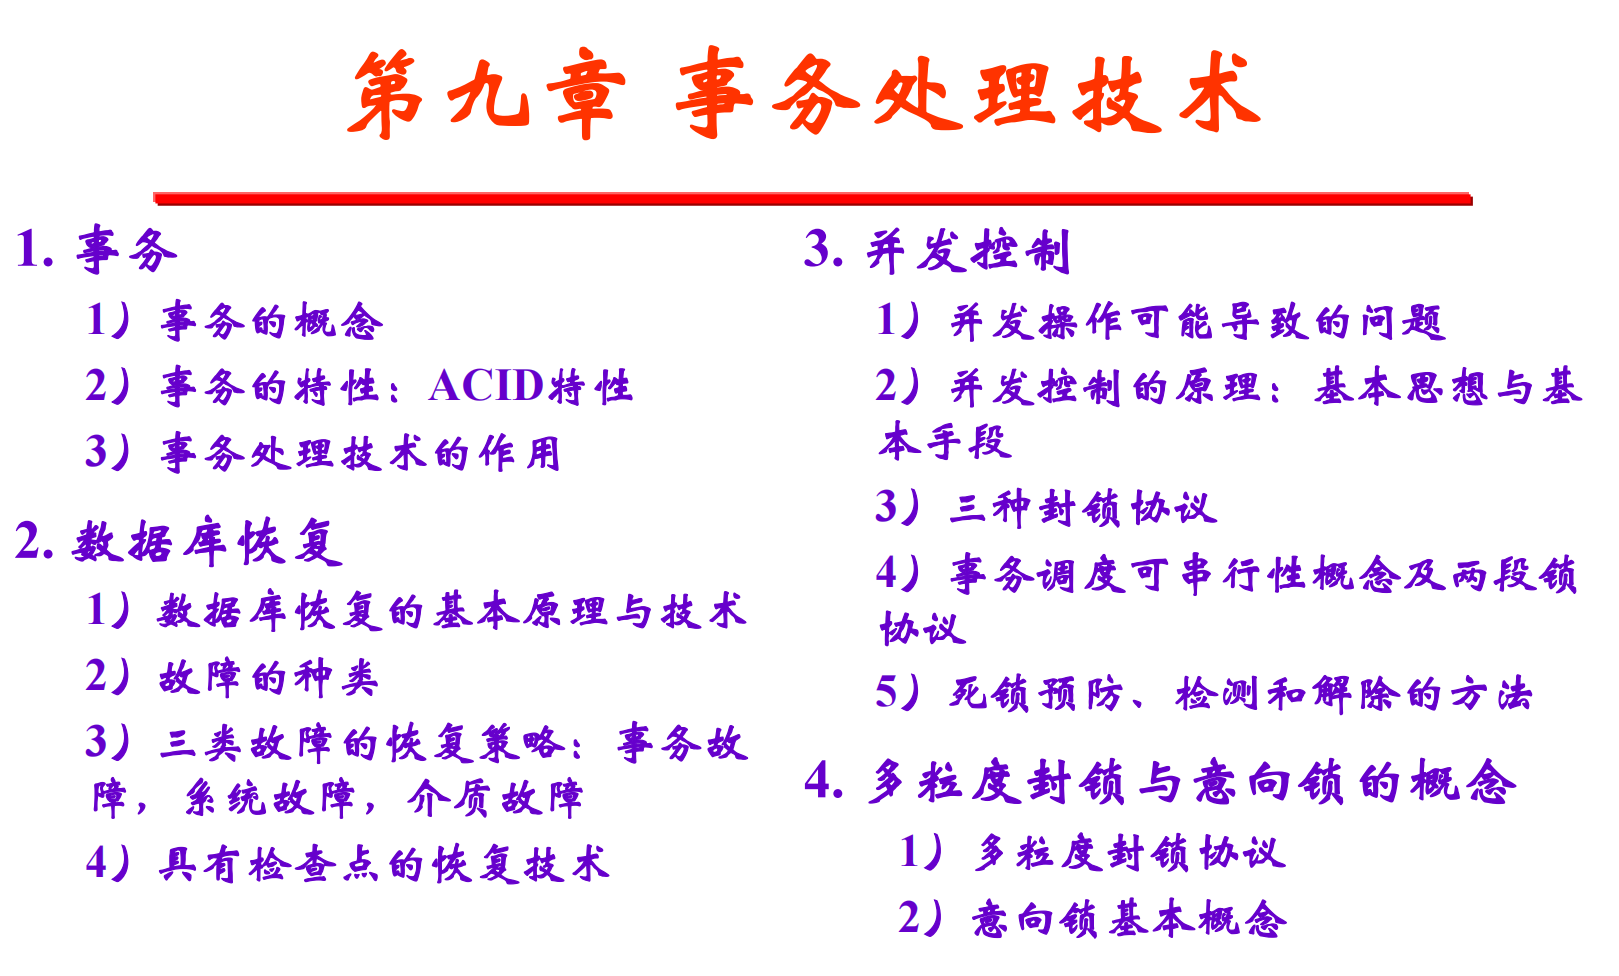 第九章 事务处理技术
1. 事务
1）事务的概念
2）事务的特性：ACID特性
3）事务处理技术的作用
2. 数据库恢复
1）数据库恢复的基本原理与技术
2）故障的种类
3）三类故障的恢复策略：事务故
障，系统故障，介质故障
4）具有检查点的恢复技术
3. 并发控制
1）并发操作可能导致的问题
2）并发控制的原理：基本思想与基
本手段
3）三种封锁协议
4）事务调度可串行性概念及两段锁
协议
5）死锁预防、检测和解除的方法
4. 多粒度封锁与意向锁的概念
1）多粒度封锁协议
2）意向锁基本概念